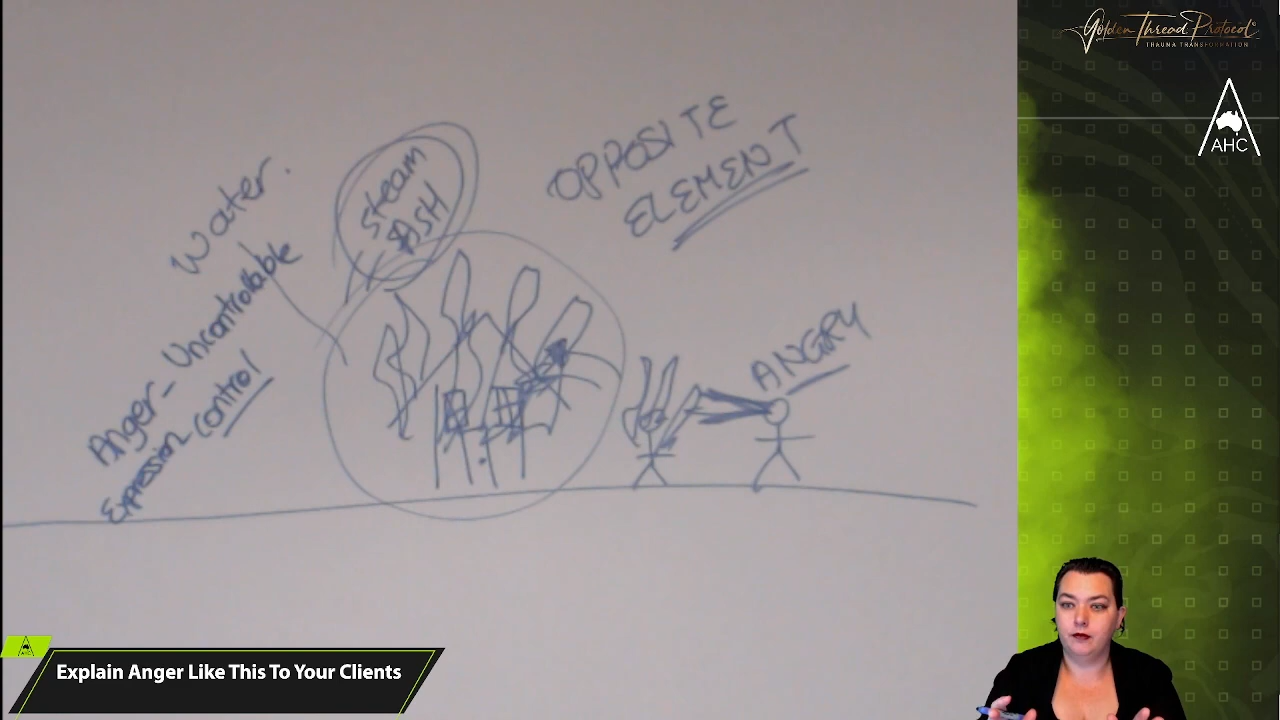 Golden Thread Protocol
TRAUMA TRANSFORMATION
AHC
Water.
Steam
ASH
OPPOSITE
ELEMENT
Anger - Uncontrollable
Expression control
ANGRY
Explain Anger Like This To Your Clients